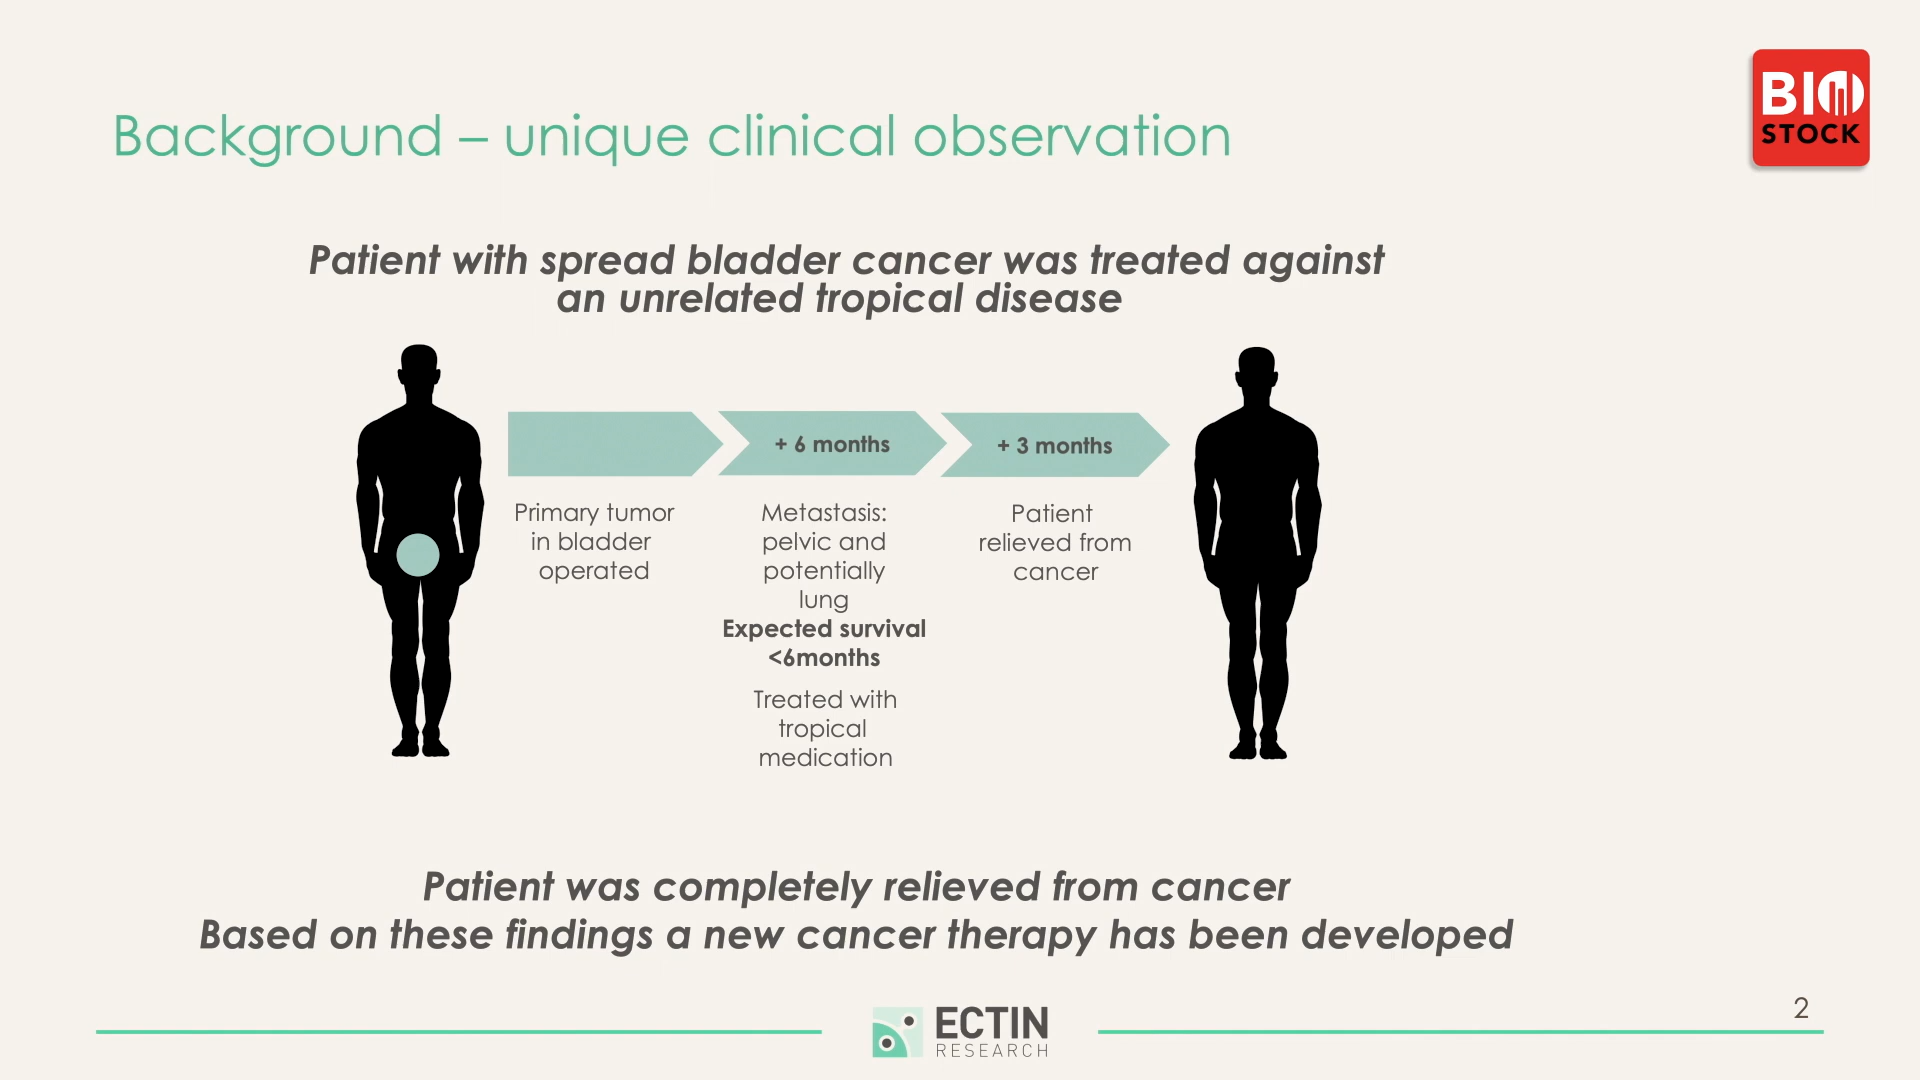 BIO
STOCK
Background – unique clinical observation
Patient with spread bladder cancer was treated against
an unrelated tropical disease
+ 6 months
+ 3 months
Primary tumor
in bladder
operated
Metastasis:
pelvic and
potentially
lung
Expected survival
<6months
Treated with
tropical
medication
Patient
relieved from
cancer
Patient was completely relieved from cancer
Based on these findings a new cancer therapy has been developed
ECTIN
RESEARCH
2